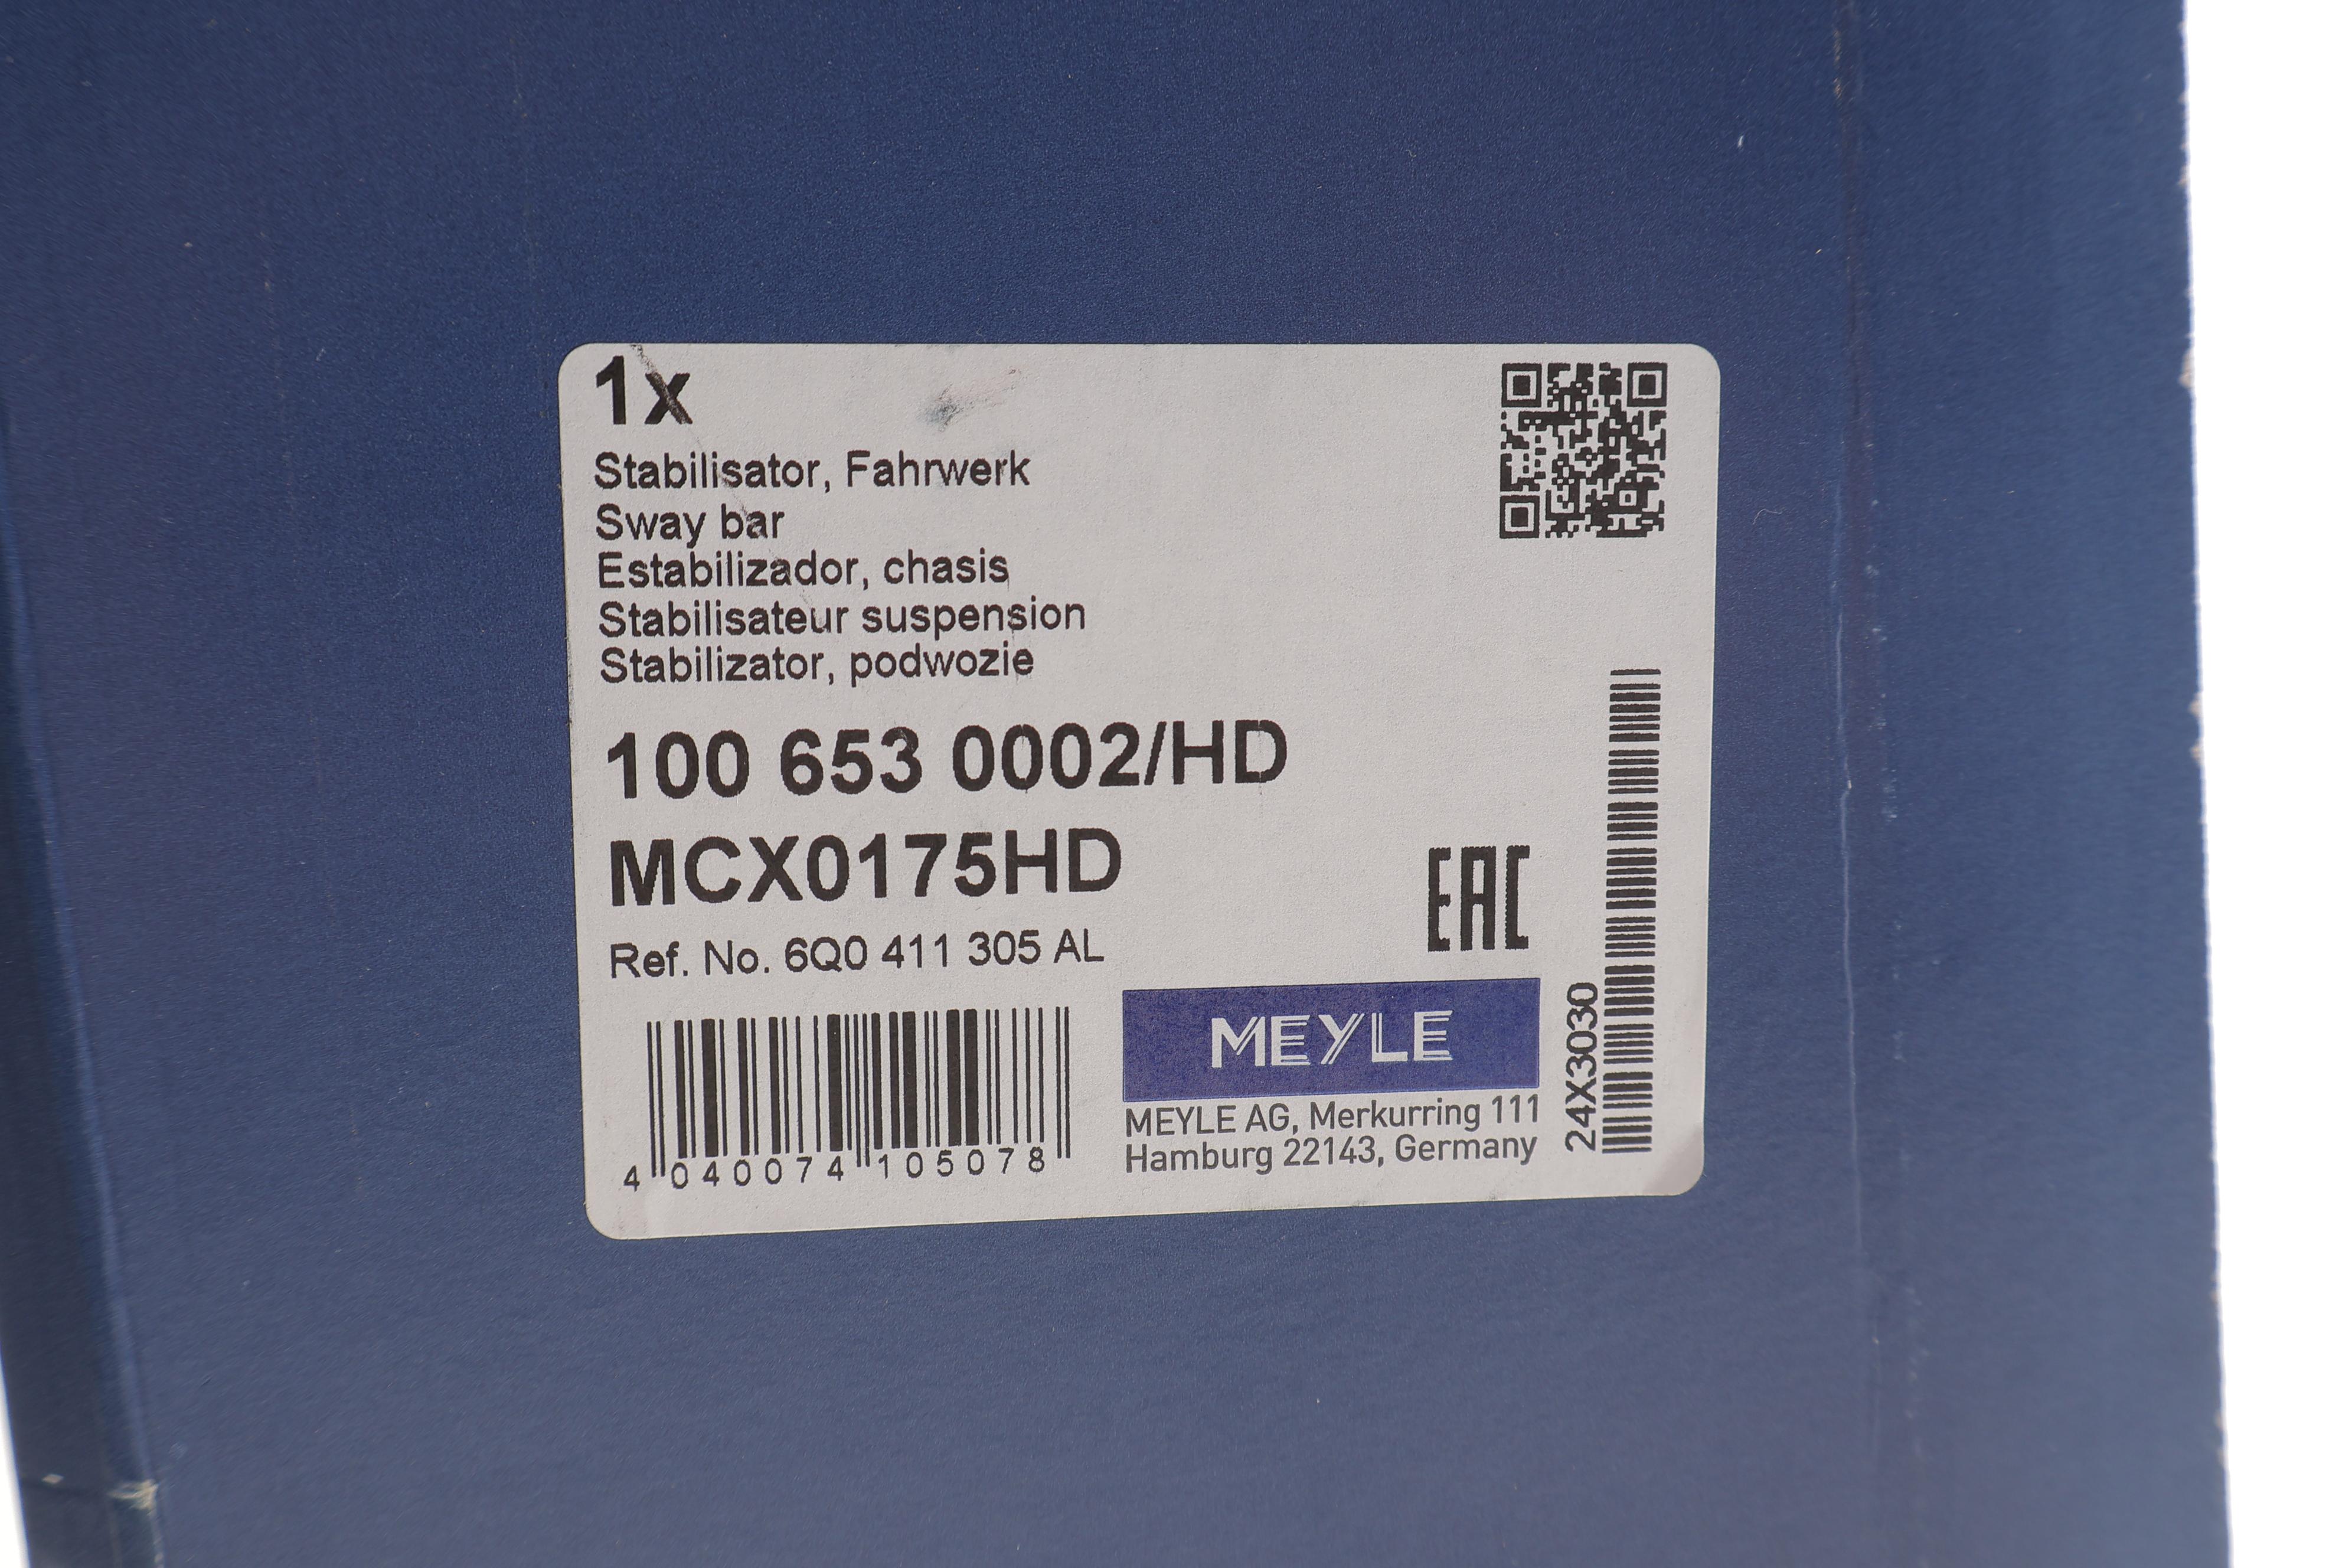 1x
Stabilisator, Fahrwerk
Sway bar
Estabilizador, chasis
Stabilisateur suspension
Stabilizator, podwozie
100 653 0002/HD
MCX0175HD
Ref. No. 6Q0 411 305 AL
EAC
4 040074 105078
MEYLE
MEYLE AG, Merkurring 111
Hamburg 22143, Germany
24X3030